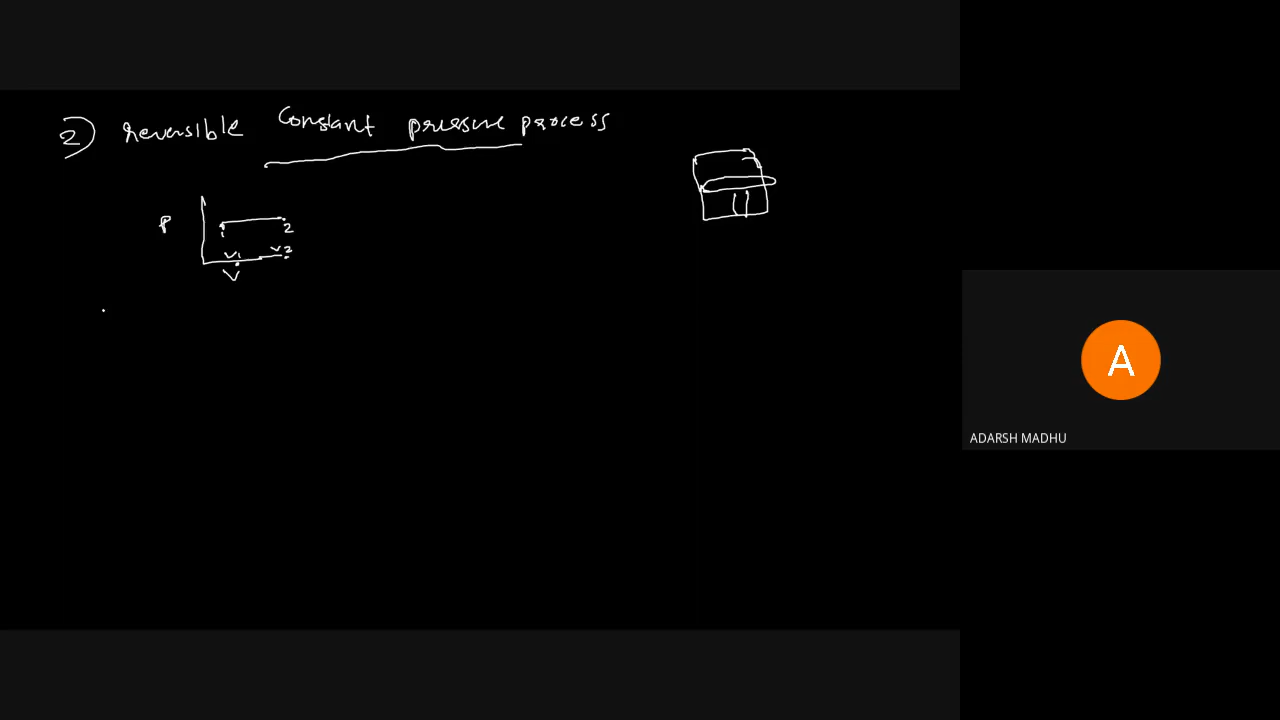 2) Reversible Constant pressure process
P
1 2
V1 V2
V
A
ADARSH MADHU